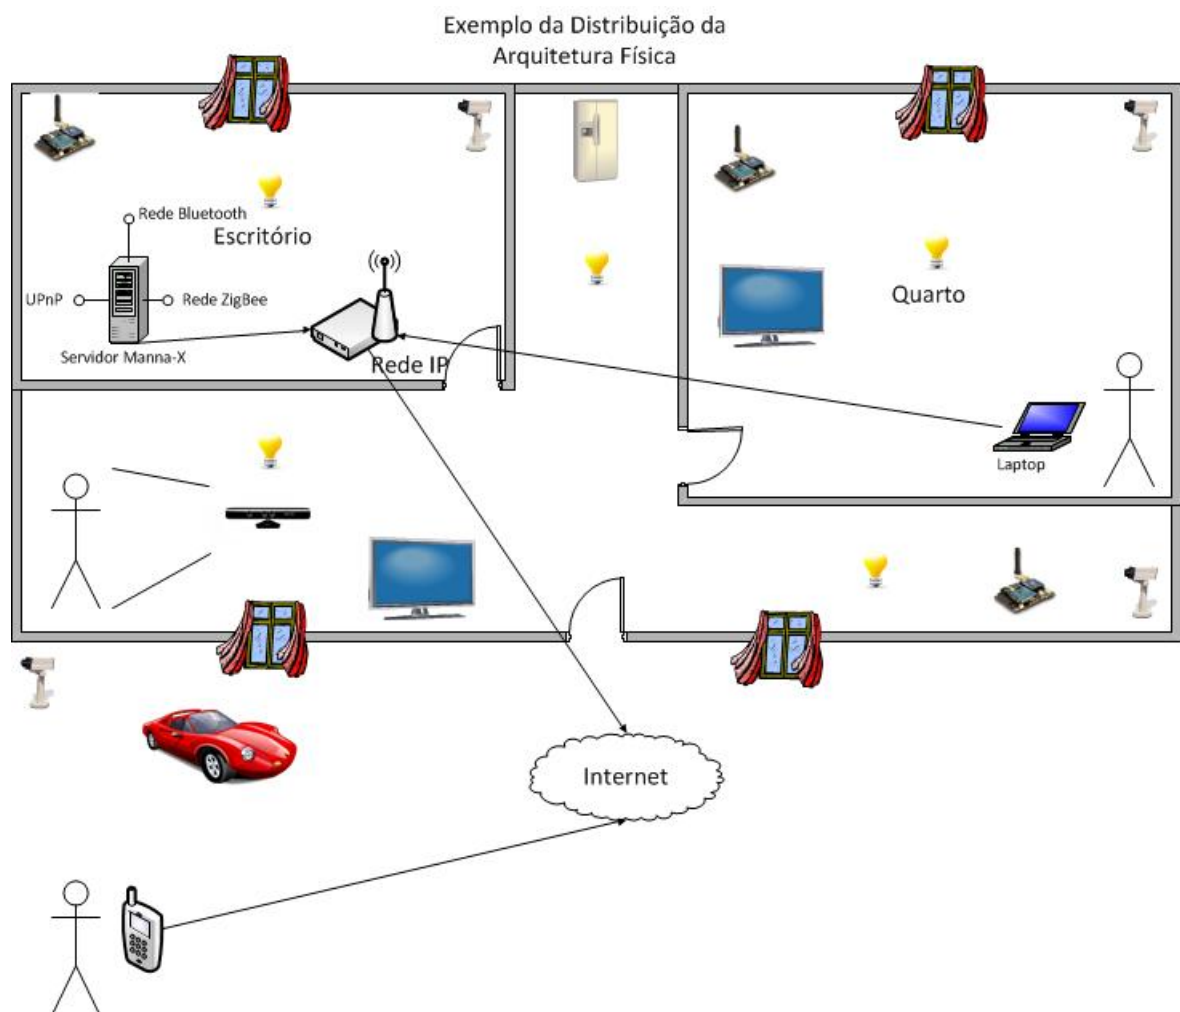 Exemplo da Distribuição da
Arquitetura Física
Rede Bluetooth
Escritório
UPnP
Rede ZigBee
Servidor Manna-X
Rede IP
Quarto
Laptop
Internet